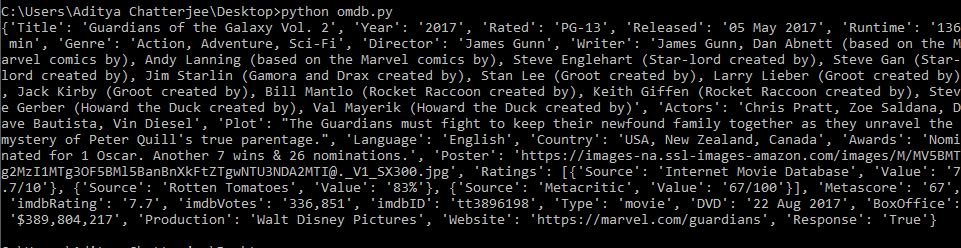 C:\Users\Aditya Chatterjee\Desktop>python omdb.py
{'Title': 'Guardians of the Galaxy Vol. 2', 'Year': '2017', 'Rated': 'PG-13', 'Released': '05 May 2017', 'Runtime': '136
 min', 'Genre': 'Action, Adventure, Sci-Fi', 'Director': 'James Gunn', 'Writer': 'James Gunn, Dan Abnett (based on the M
arvel comics by), Andy Lanning (based on the Marvel comics by), Steve Englehart (Star-lord created by), Steve Gan (Star-
lord created by), Jim Starlin (Gamora and Drax created by), Stan Lee (Groot created by), Larry Lieber (Groot created by)
, Jack Kirby (Groot created by), Bill Mantlo (Rocket Raccoon created by), Keith Giffen (Rocket Raccoon created by), Stev
e Gerber (Howard the Duck created by), Val Mayerik (Howard the Duck created by)', 'Actors': 'Chris Pratt, Zoe Saldana, D
ave Bautista, Vin Diesel', 'Plot': "The Guardians must fight to keep their newfound family together as they unravel the
mystery of Peter Quill's true parentage.", 'Language': 'English', 'Country': 'USA, New Zealand, Canada', 'Awards': 'Nomi
nated for 1 Oscar. Another 7 wins & 26 nominations.', 'Poster': 'https://images-na.ssl-images-amazon.com/images/M/MV5BMT
g2MzI1MTg3OF5BMl5BanBnXkFtZTgwNTU3NDA2MTI@._V1_SX300.jpg', 'Ratings': [{'Source': 'Internet Movie Database', 'Value': '7
.7/10'}, {'Source': 'Rotten Tomatoes', 'Value': '83%'}, {'Source': 'Metacritic', 'Value': '67/100'}], 'Metascore': '67',
 'imdbRating': '7.7', 'imdbVotes': '336,851', 'imdbID': 'tt3896198', 'Type': 'movie', 'DVD': '22 Aug 2017', 'BoxOffice':
 '$389,804,217', 'Production': 'Walt Disney Pictures', 'Website': 'https://marvel.com/guardians', 'Response': 'True'}